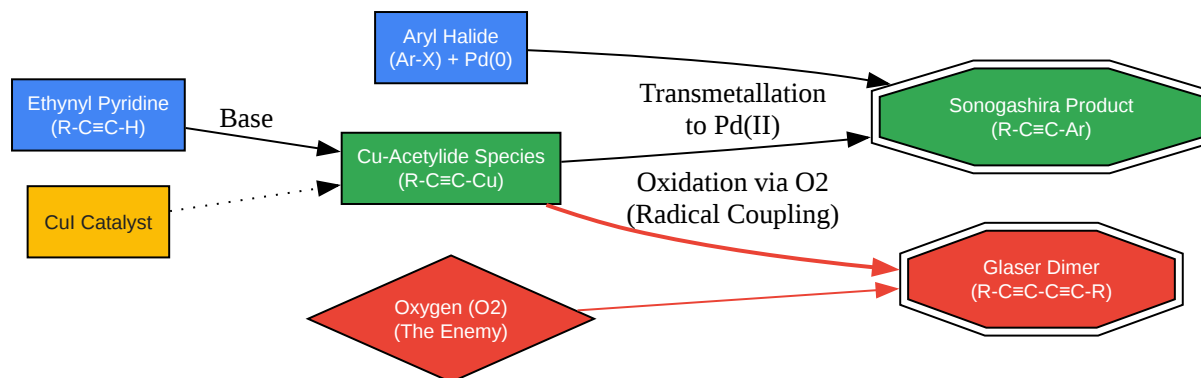 Aryl Halide
(Ar-X) + Pd(0)
Ethynyl Pyridine
(R-C≡C-H)
Base
Transmetallation
to Pd(II)
Sonogashira Product
(R-C≡C-Ar)
Cu-Acetylide Species
(R-C≡C-Cu)
CuI Catalyst
Oxidation via O2
(Radical Coupling)
Glaser Dimer
(R-C≡C-C≡C-R)
Oxygen (O2)
(The Enemy)